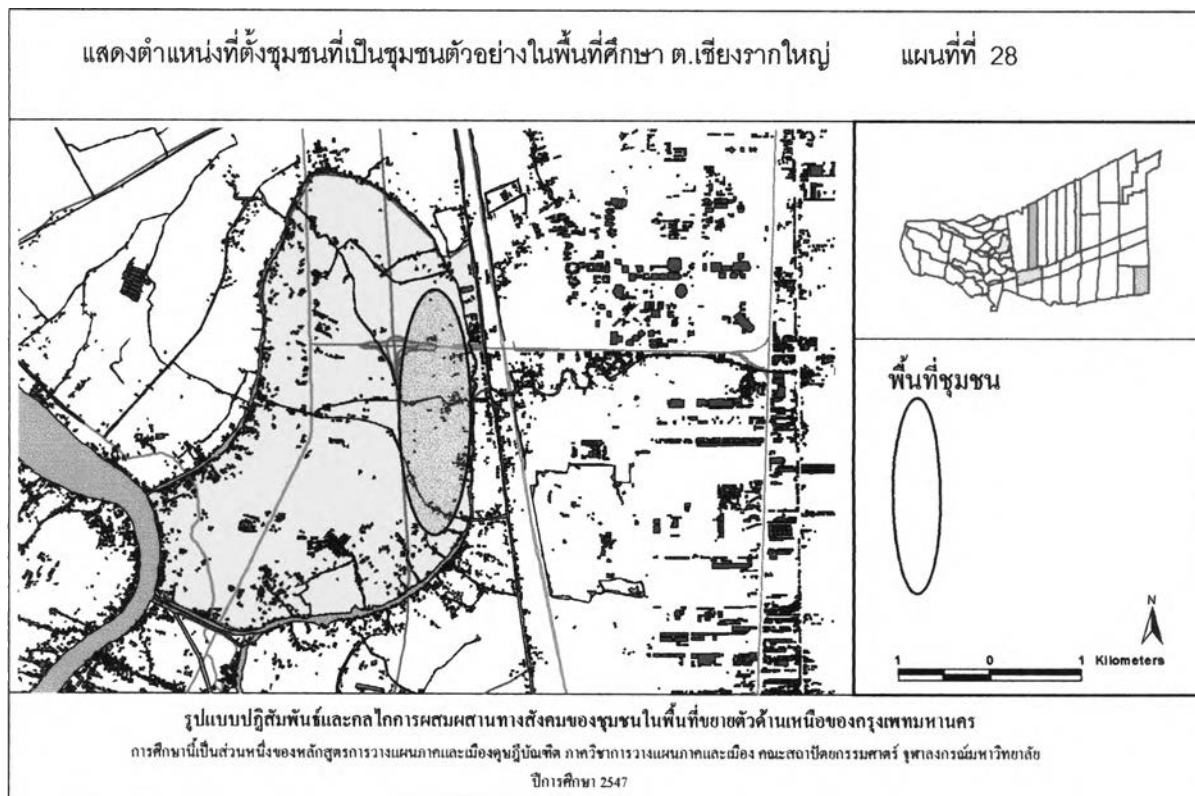 แสดงตำแหน่งที่ตั้งชุมชนที่เป็นชุมชนตัวอย่างในพื้นที่ศึกษา ต.เชียงรากใหญ่ แผนที่ที่ 28
พื้นที่ชุมชน
N
1 0 1 Kilometers
รูปแบบปฏิสัมพันธ์และกลไกการผสมผสานทางสังคมของชุมชนในพื้นที่ขยายตัวด้านเหนือของกรุงเทพมหานคร
การศึกษานี้เป็นส่วนหนึ่งของหลักสูตรการวางแผนภาคและเมืองดุษฎีบัณฑิต ภาควิชาการวางแผนภาคและเมือง คณะสถาปัตยกรรมศาสตร์ จุฬาลงกรณ์มหาวิทยาลัย
ปีการศึกษา 2547